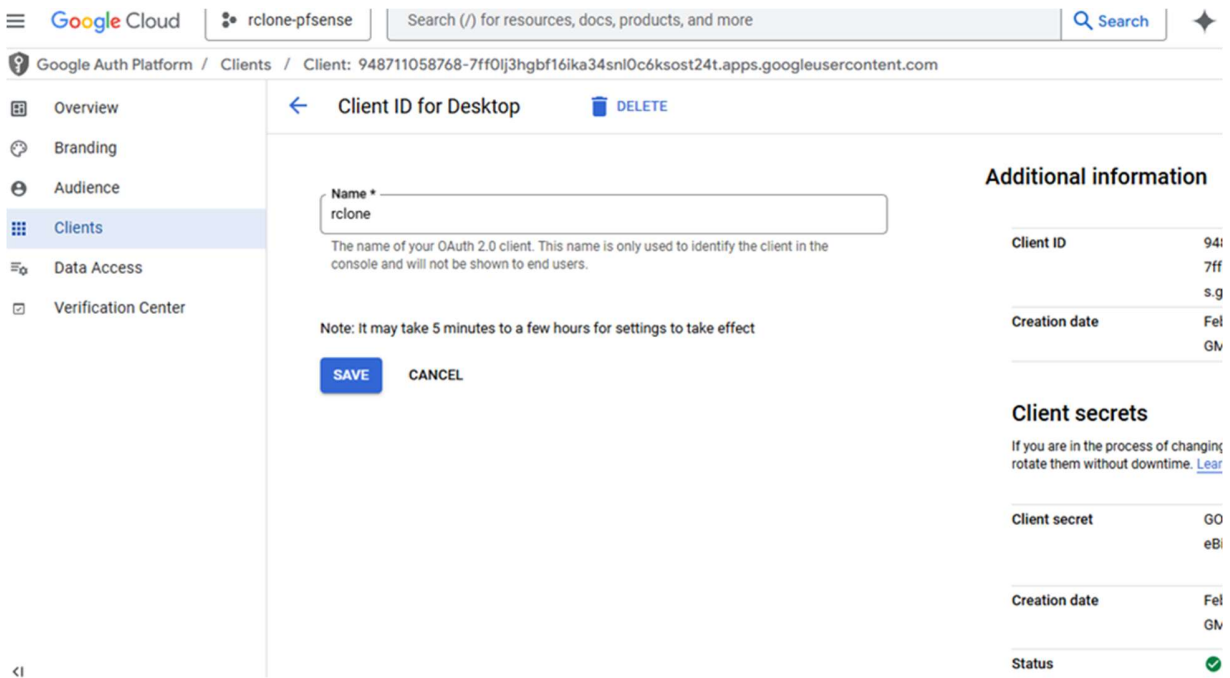 Google Cloud
rclone-pfsense
Search (/) for resources, docs, products, and more
Search
Google Auth Platform / Clients / Client: 948711058768-7ff0lj3hgbf16ika34snl0c6ksost24t.apps.googleusercontent.com
Overview
Branding
Audience
Clients
Data Access
Verification Center
Client ID for Desktop
DELETE
Name *
rclone
The name of your OAuth 2.0 client. This name is only used to identify the client in the
console and will not be shown to end users.
Note: It may take 5 minutes to a few hours for settings to take effect
SAVE
CANCEL
Additional information
Client ID
7ff
s.g
Creation date
Client secrets
If you are in the process of changing
rotate them without downtime.
Client secret
GO
Creation date
Status